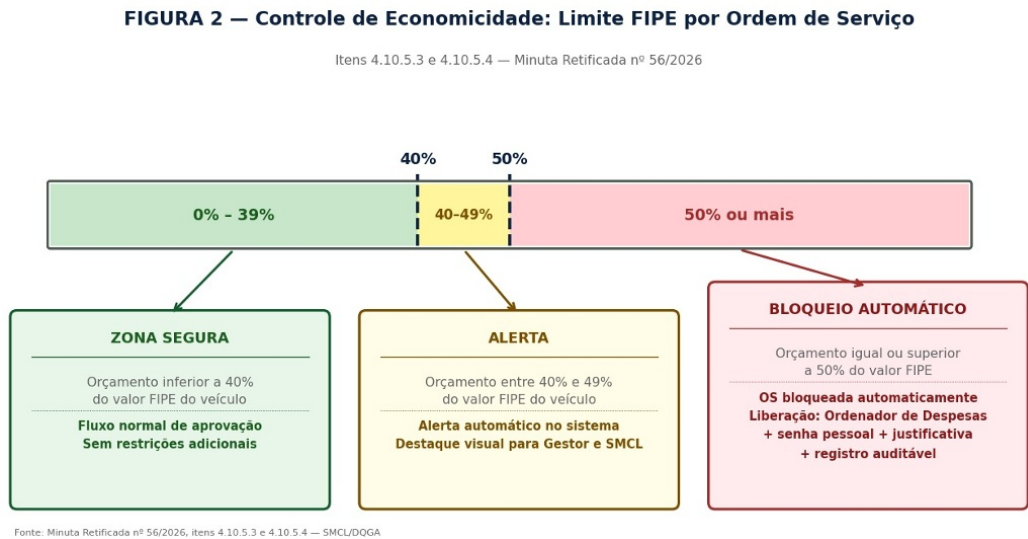 FIGURA 2 — Controle de Economicidade: Limite FIPE por Ordem de Serviço
Itens 4.10.5.3 e 4.10.5.4 — Minuta Retificada nº 56/2026
40%
50%
0% – 39%
40–49%
50% ou mais
ZONA SEGURA
Orçamento inferior a 40%
do valor FIPE do veículo
Fluxo normal de aprovação
Sem restrições adicionais
ALERTA
Orçamento entre 40% e 49%
do valor FIPE do veículo
Alerta automático no sistema
Destaque visual para Gestor e SMCL
BLOQUEIO AUTOMÁTICO
Orçamento igual ou superior
a 50% do valor FIPE
OS bloqueada automaticamente
Liberação: Ordenador de Despesas
+ senha pessoal + justificativa
+ registro auditável
Fonte: Minuta Retificada nº 56/2026, itens 4.10.5.3 e 4.10.5.4 — SMCL/DQGA